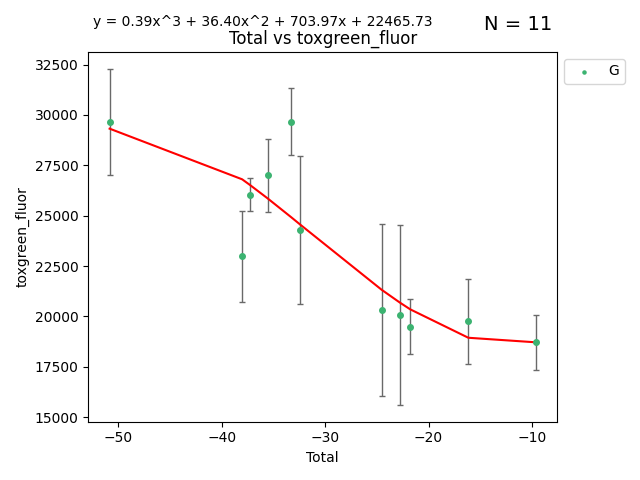 y = 0.39x^3 + 36.40x^2 + 703.97x + 22465.73
N = 11
Total vs toxgreen_fluor
G
32500
30000
27500
25000
22500
20000
17500
15000
toxgreen_fluor
−50
−40
−30
−20
−10
Total